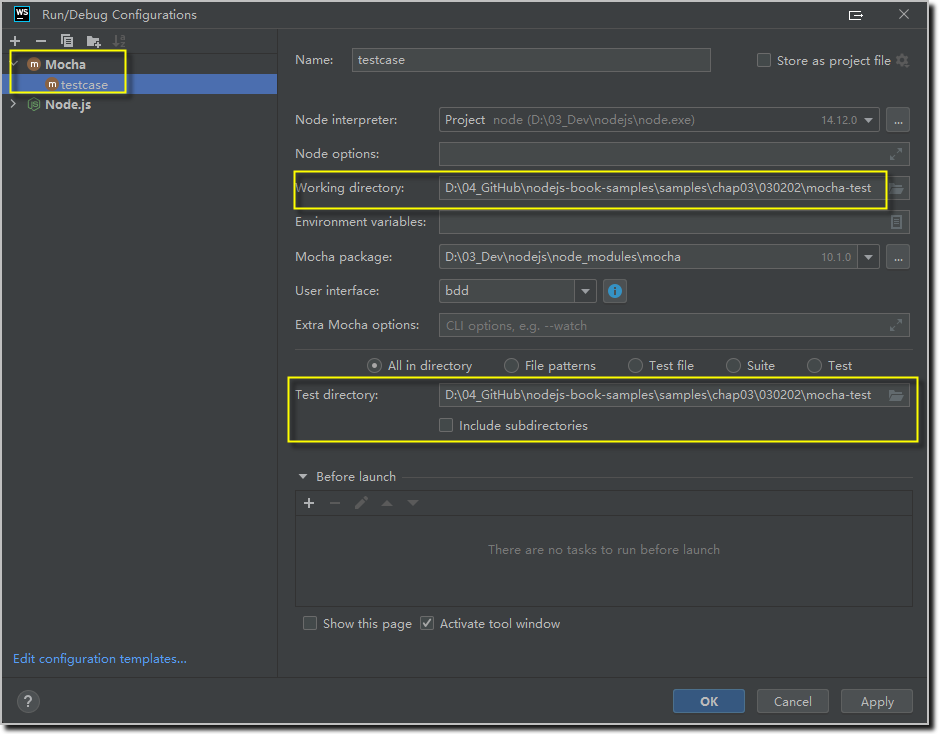 WS Run/Debug Configurations
Mocha
testcase
Node.js
Name: testcase Store as project file
Node interpreter: Project node (D:\03_Dev\nodejs\node.exe) 14.12.0 ...
Node options:
Working directory: D:\04_GitHub\nodejs-book-samples\samples\chap03\030202\mocha-test
Environment variables:
Mocha package: D:\03_Dev\nodejs\node_modules\mocha 10.1.0 ...
User interface: bdd
Extra Mocha options: CLI options, e.g. --watch
All in directory File patterns Test file Suite Test
Test directory: D:\04_GitHub\nodejs-book-samples\samples\chap03\030202\mocha-test
Include subdirectories
Before launch
There are no tasks to run before launch
Show this page Activate tool window
Edit configuration templates...
? OK Cancel Apply